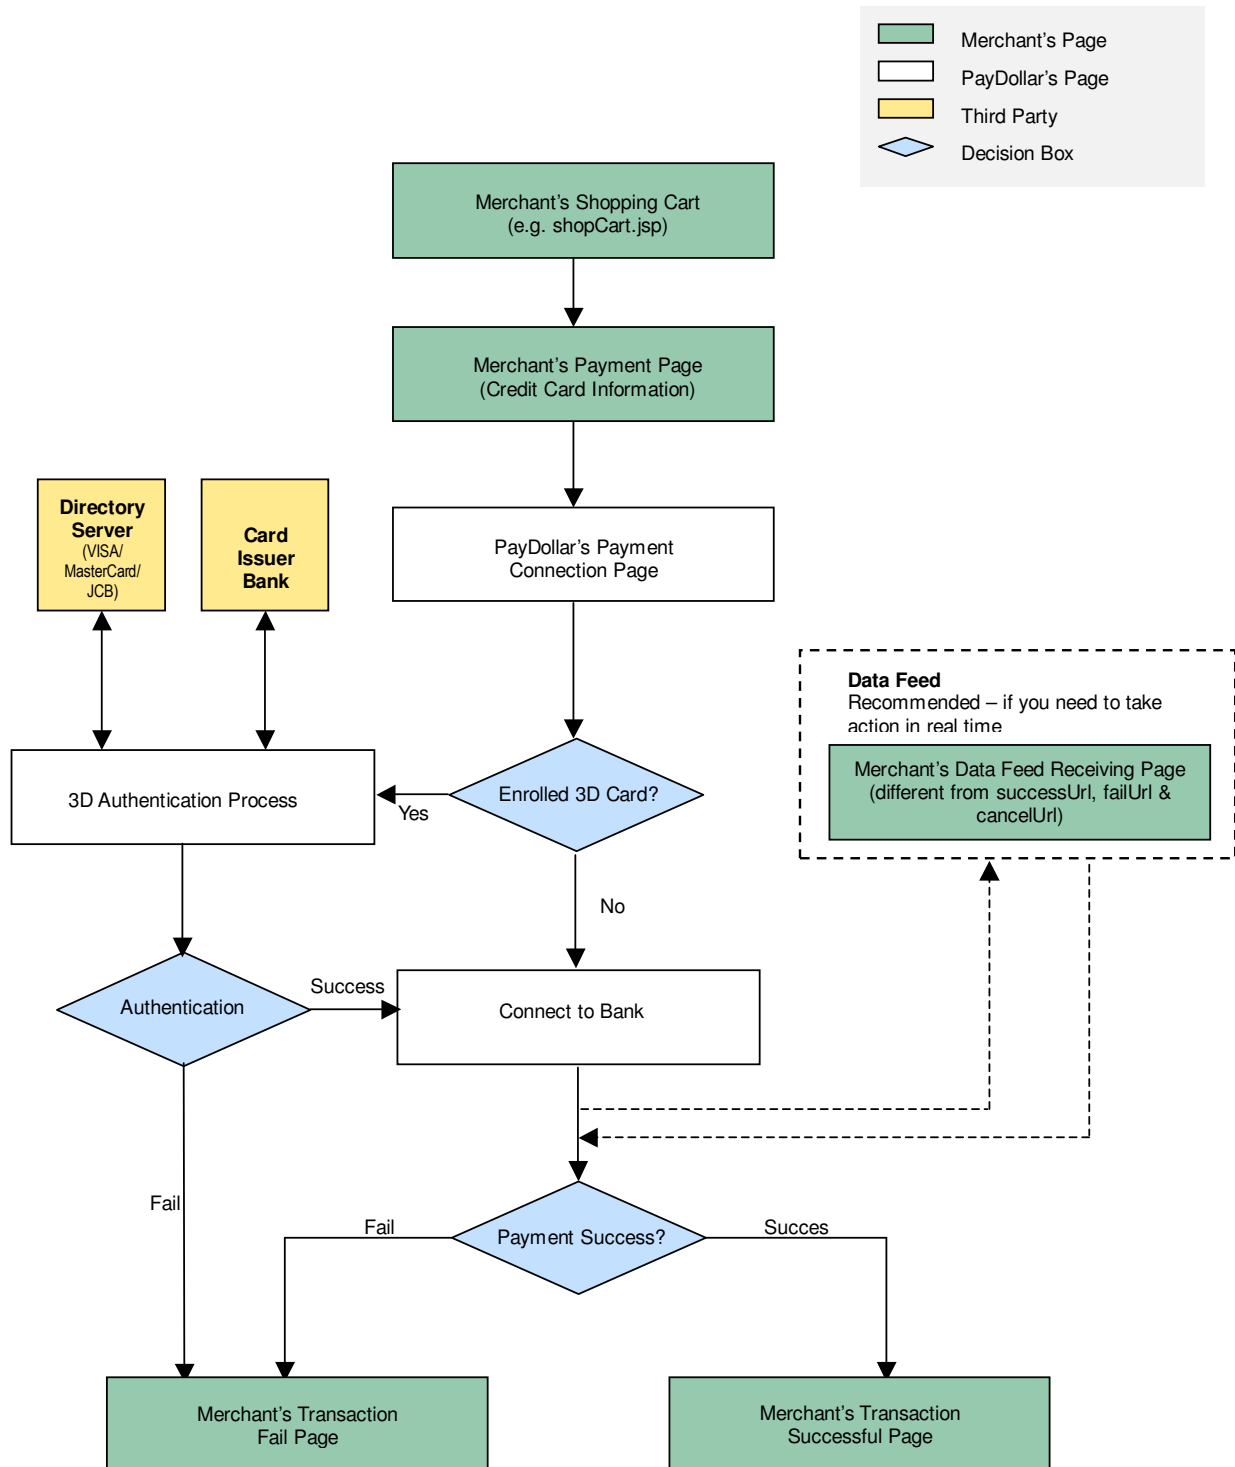 Merchant's Page
PayDollar's Page
Third Party
Decision Box
Merchant's Shopping Cart
(e.g. shopCart.jsp)
Merchant's Payment Page
(Credit Card Information)
Directory
Server
(VISA/
MasterCard/
JCB)
Card
Issuer
Bank
PayDollar's Payment
Connection Page
Data Feed
Recommended – if you need to take
action in real time
Merchant's Data Feed Receiving Page
(different from successUrl, failUrl &
cancelUrl)
3D Authentication Process
Yes
Enrolled 3D Card?
No
Authentication
Success
Connect to Bank
Fail
Fail
Payment Success?
Succes
Merchant's Transaction
Fail Page
Merchant's Transaction
Successful Page